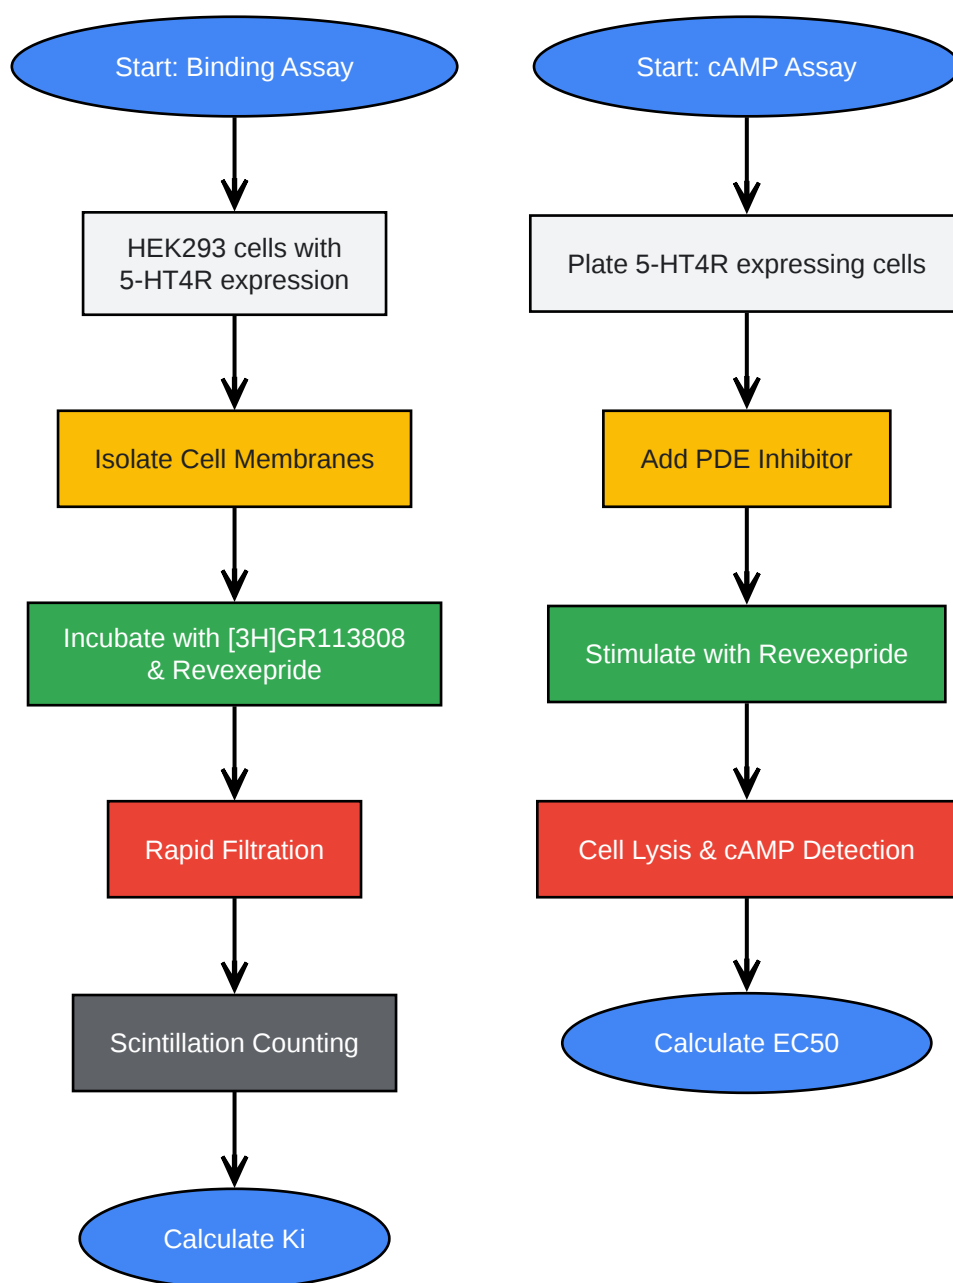 Start: Binding Assay
HEK293 cells with
5-HT4R expression
Isolate Cell Membranes
Incubate with [3H]GR113808
& Revexepride
Rapid Filtration
Scintillation Counting
Calculate Ki
Start: cAMP Assay
Plate 5-HT4R expressing cells
Add PDE Inhibitor
Stimulate with Revexepride
Cell Lysis & cAMP Detection
Calculate EC50